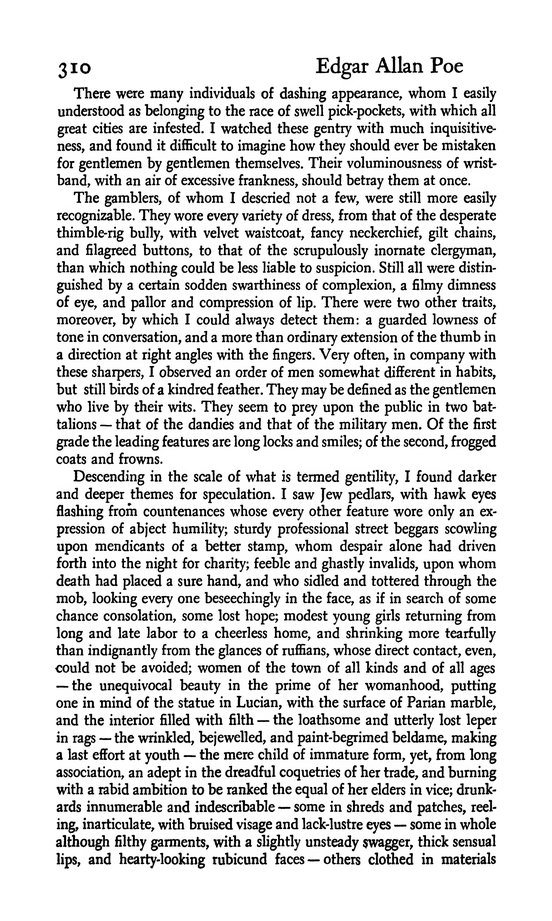 310 Edgar Allan Poe
There were many individuals of dashing appearance, whom I easily
understood as belonging to the race of swell pick-pockets, with which all
great cities are infested. I watched these gentry with much inquisitive-
ness, and found it difficult to imagine how they should ever be mistaken
for gentlemen by gentlemen themselves. Their voluminousness of wrist-
band, with an air of excessive frankness, should betray them at once.
The gamblers, of whom I descried not a few, were still more easily
recognizable. They wore every variety of dress, from that of the desperate
thimble-rig bully, with velvet waistcoat, fancy neckerchief, gilt chains,
and filagreed buttons, to that of the scrupulously inornate clergyman,
than which nothing could be less liable to suspicion. Still all were distin-
guished by a certain sodden swarthiness of complexion, a filmy dimness
of eye, and pallor and compression of lip. There were two other traits,
moreover, by which I could always detect them: a guarded lowness of
tone in conversation, and a more than ordinary extension of the thumb in
a direction at right angles with the fingers. Very often, in company with
these sharpers, I observed an order of men somewhat different in habits,
but still birds of a kindred feather. They may be defined as the gentlemen
who live by their wits. They seem to prey upon the public in two bat-
talions — that of the dandies and that of the military men. Of the first
grade the leading features are long locks and smiles; of the second, frogged
coats and frowns.
Descending in the scale of what is termed gentility, I found darker
and deeper themes for speculation. I saw Jew pedlars, with hawk eyes
flashing from countenances whose every other feature wore only an ex-
pression of abject humility; sturdy professional street beggars scowling
upon mendicants of a better stamp, whom despair alone had driven
forth into the night for charity; feeble and ghastly invalids, upon whom
death had placed a sure hand, and who sidled and tottered through the
mob, looking every one beseechingly in the face, as if in search of some
chance consolation, some lost hope; modest young girls returning from
long and late labor to a cheerless home, and shrinking more tearfully
than indignantly from the glances of ruffians, whose direct contact, even,
could not be avoided; women of the town of all kinds and of all ages
— the unequivocal beauty in the prime of her womanhood, putting
one in mind of the statue in Lucian, with the surface of Parian marble,
and the interior filled with filth — the loathsome and utterly lost leper
in rags — the wrinkled, bejewelled, and paint-begrimed beldame, making
a last effort at youth — the mere child of immature form, yet, from long
association, an adept in the dreadful coquetries of her trade, and burning
with a rabid ambition to be ranked the equal of her elders in vice; drunk-
ards innumerable and indescribable — some in shreds and patches, reel-
ing, inarticulate, with bruised visage and lack-lustre eyes — some in whole
although filthy garments, with a slightly unsteady swagger, thick sensual
lips, and hearty-looking rubicund faces — others clothed in materials